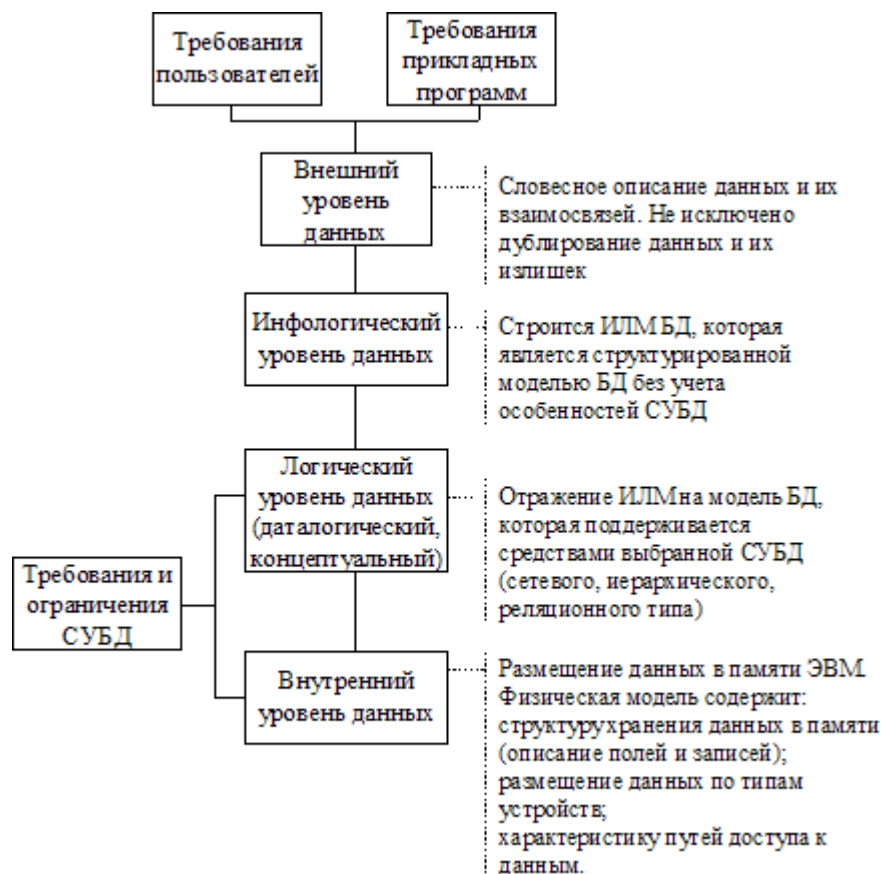 Требования
пользователей
Требования
прикладных
программ
Внешний
уровень
данных
Словесное описание данных и их
взаимосвязей. Не исключено
дублирование данных и их
излишек
Инфологический
уровень данных
Строится ИЛМ БД, которая
является структурированной
моделью БД без учета
особенностей СУБД
Логический
уровень данных
(даталогический,
концептуальный)
Отражение ИЛМ на модель БД,
которая поддерживается
средствами выбранной СУБД
(сетевого, иерархического,
реляционного типа)
Требования и
ограничения
СУБД
Внутренний
уровень данных
Размещение данных в памяти ЭВМ.
Физическая модель содержит:
структуру хранения данных в памяти
(описание полей и записей);
размещение данных по типам
устройств;
характеристику путей доступа к
данным.